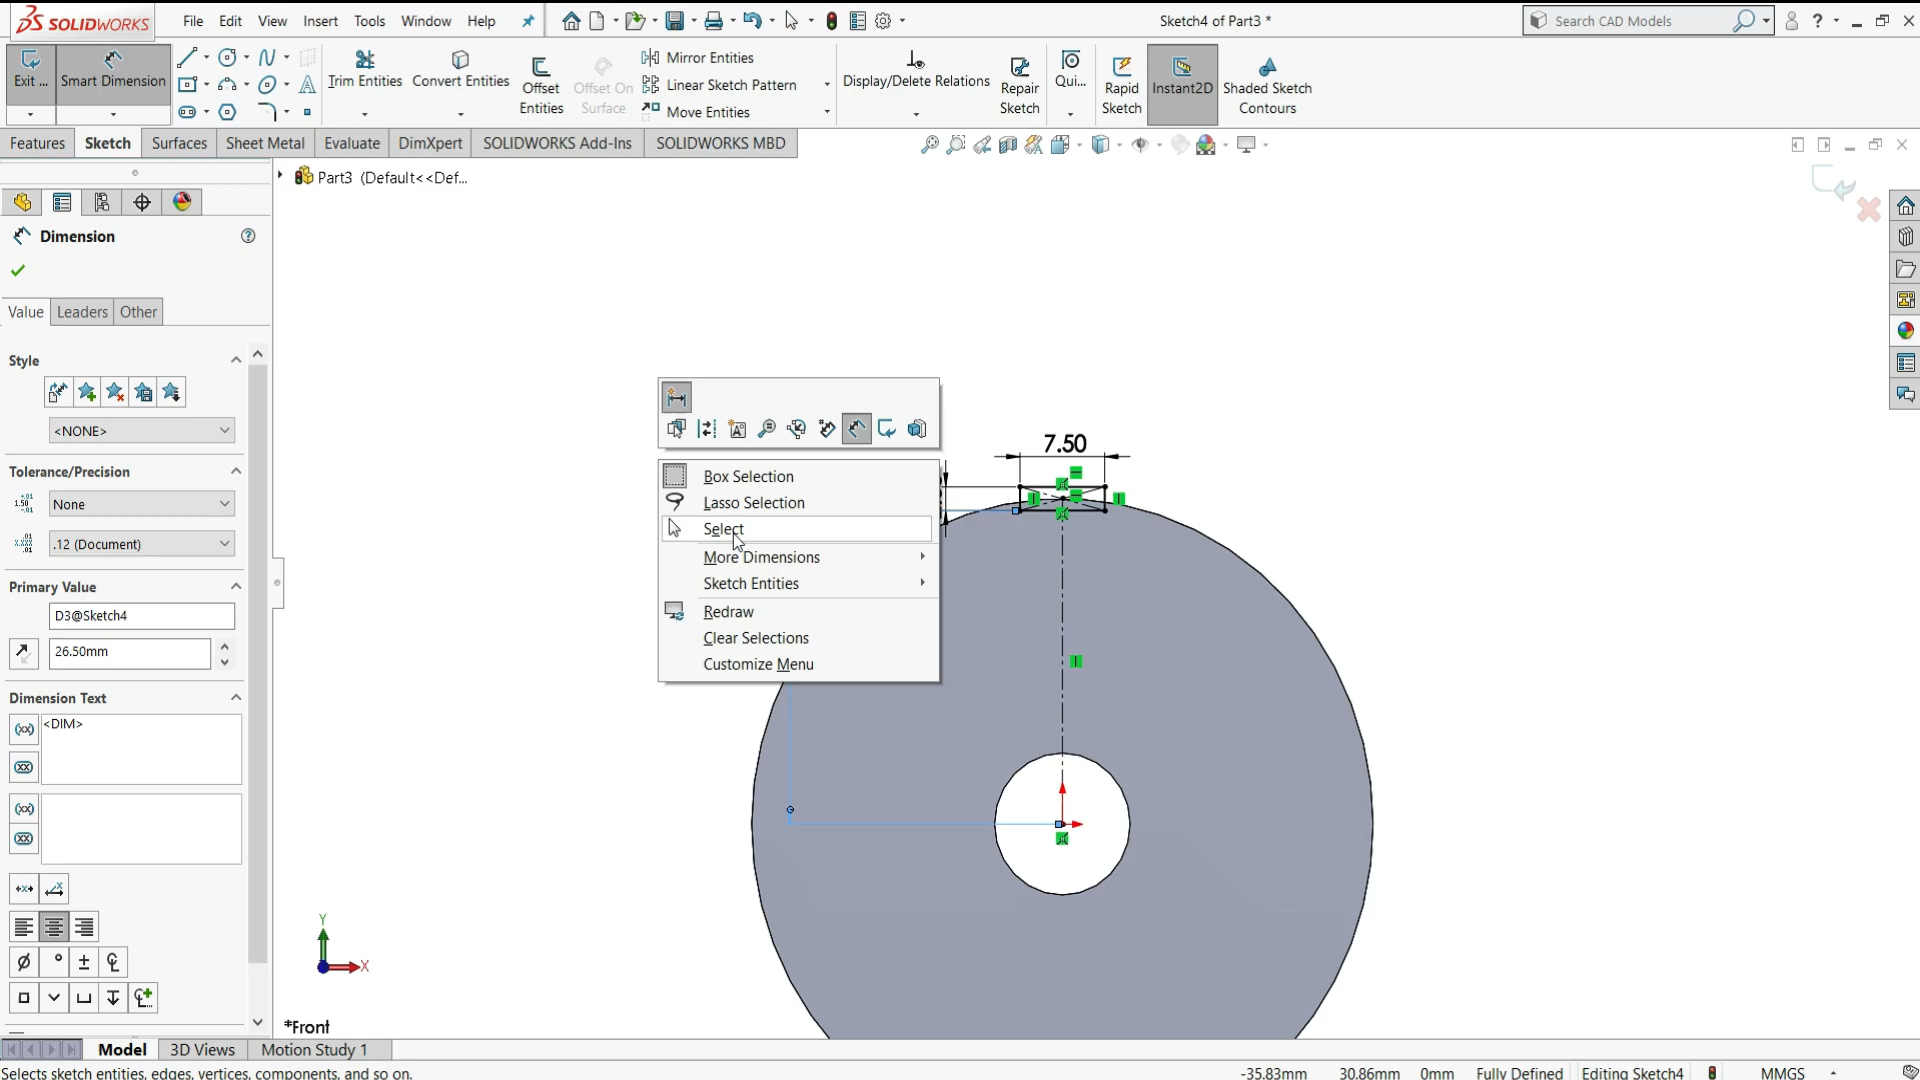 SOLIDWORKS
File Edit View Insert Tools Window Help
Sketch4 of Part3 *
Search CAD Models
Exit ...
Smart Dimension
Trim Entities
Convert Entities
Offset Entities
Offset On Surface
Mirror Entities
Linear Sketch Pattern
Move Entities
Display/Delete Relations
Repair Sketch
Qui...
Rapid Sketch
Instant2D
Shaded Sketch Contours
Features Sketch Surfaces Sheet Metal Evaluate DimXpert SOLIDWORKS Add-Ins SOLIDWORKS MBD
Part3 (Default<<Def...
Dimension
Value Leaders Other
Style
<NONE>
Tolerance/Precision
None
.12 (Document)
Primary Value
D3@Sketch4
26.50mm
Dimension Text
<DIM>
Box Selection
Lasso Selection
Select
More Dimensions
Sketch Entities
Redraw
Clear Selections
Customize Menu
7.50
Y
X
*Front
Model 3D Views Motion Study 1
Selects sketch entities, edges, vertices, components, and so on.
-35.83mm 30.86mm 0mm Fully Defined Editing Sketch4 MMGS